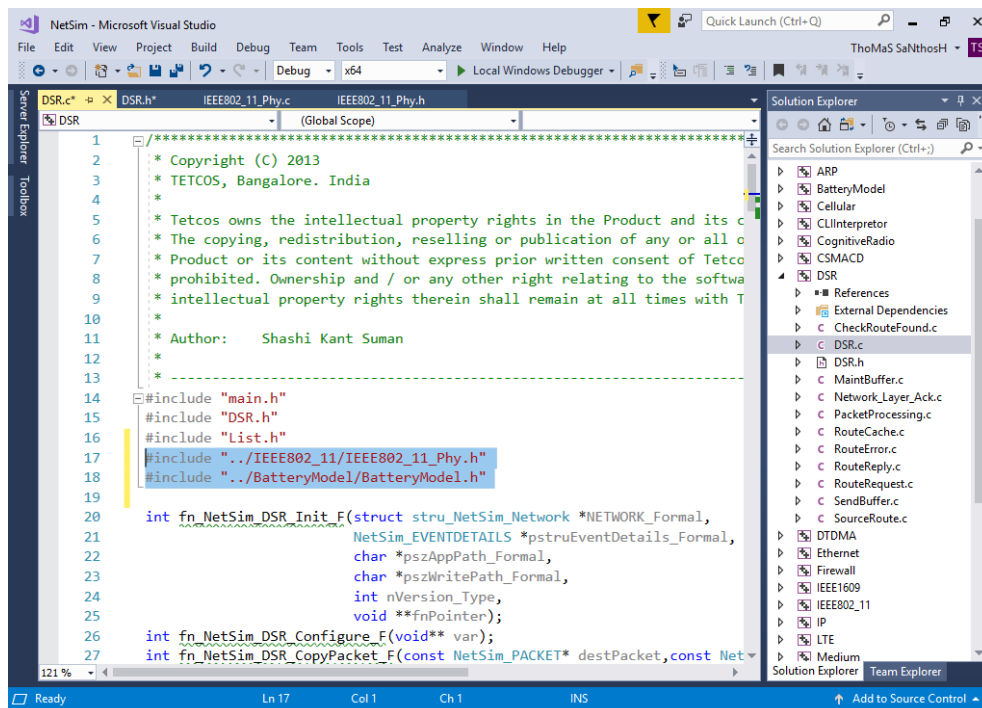 NetSim - Microsoft Visual Studio
Quick Launch (Ctrl+Q)
File Edit View Project Build Debug Team Tools Test Analyze Window Help
ThoMaS SaNthosH
TS
Debug x64 Local Windows Debugger
Server Explorer
Toolbox
DSR.c* DSR.h* IEEE802_11_Phy.c IEEE802_11_Phy.h
DSR (Global Scope)
1 /****************************************************************************
2 * Copyright (C) 2013
3 * TETCOS, Bangalore. India
4 *
5 * Tetcos owns the intellectual property rights in the Product and its c
6 * The copying, redistribution, reselling or publication of any or all o
7 * Product or its content without express prior written consent of Tetco
8 * prohibited. Ownership and / or any other right relating to the softwa
9 * intellectual property rights therein shall remain at all times with T
10 *
11 * Author: Shashi Kant Suman
12 *
13 * -----------------------------------------------------------------------
14 #include "main.h"
15 #include "DSR.h"
16 #include "List.h"
17 #include "../IEEE802_11/IEEE802_11_Phy.h"
18 #include "../BatteryModel/BatteryModel.h"
19
20 int fn_NetSim_DSR_Init_F(struct stru_NetSim_Network *NETWORK_Formal,
21 NetSim_EVENTDETAILS *pstruEventDetails_Formal,
22 char *pszAppPath_Formal,
23 char *pszWritePath_Formal,
24 int nVersion_Type,
25 void **fnPointer);
26 int fn_NetSim_DSR_Configure_F(void** var);
27 int fn_NetSim_DSR_CopyPacket_F(const NetSim_PACKET* destPacket,const Net
121 %
Solution Explorer
Search Solution Explorer (Ctrl+;)
ARP
BatteryModel
Cellular
CLIInterpretor
CognitiveRadio
CSMACD
DSR
References
External Dependencies
CheckRouteFound.c
DSR.c
DSR.h
MaintBuffer.c
Network_Layer_Ack.c
PacketProcessing.c
RouteCache.c
RouteError.c
RouteReply.c
RouteRequest.c
SendBuffer.c
SourceRoute.c
DTDMA
Ethernet
Firewall
IEEE1609
IEEE802_11
IP
LTE
Medium
Solution Explorer Team Explorer
Ready Ln 17 Col 1 Ch 1 INS Add to Source Control